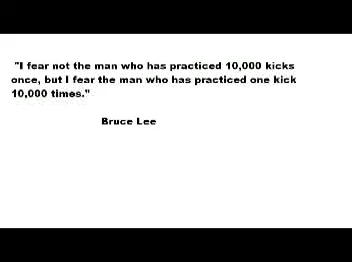 "I fear not the man who has practiced 10,000 kicks
once, but I fear the man who has practiced one kick
10,000 times."
Bruce Lee